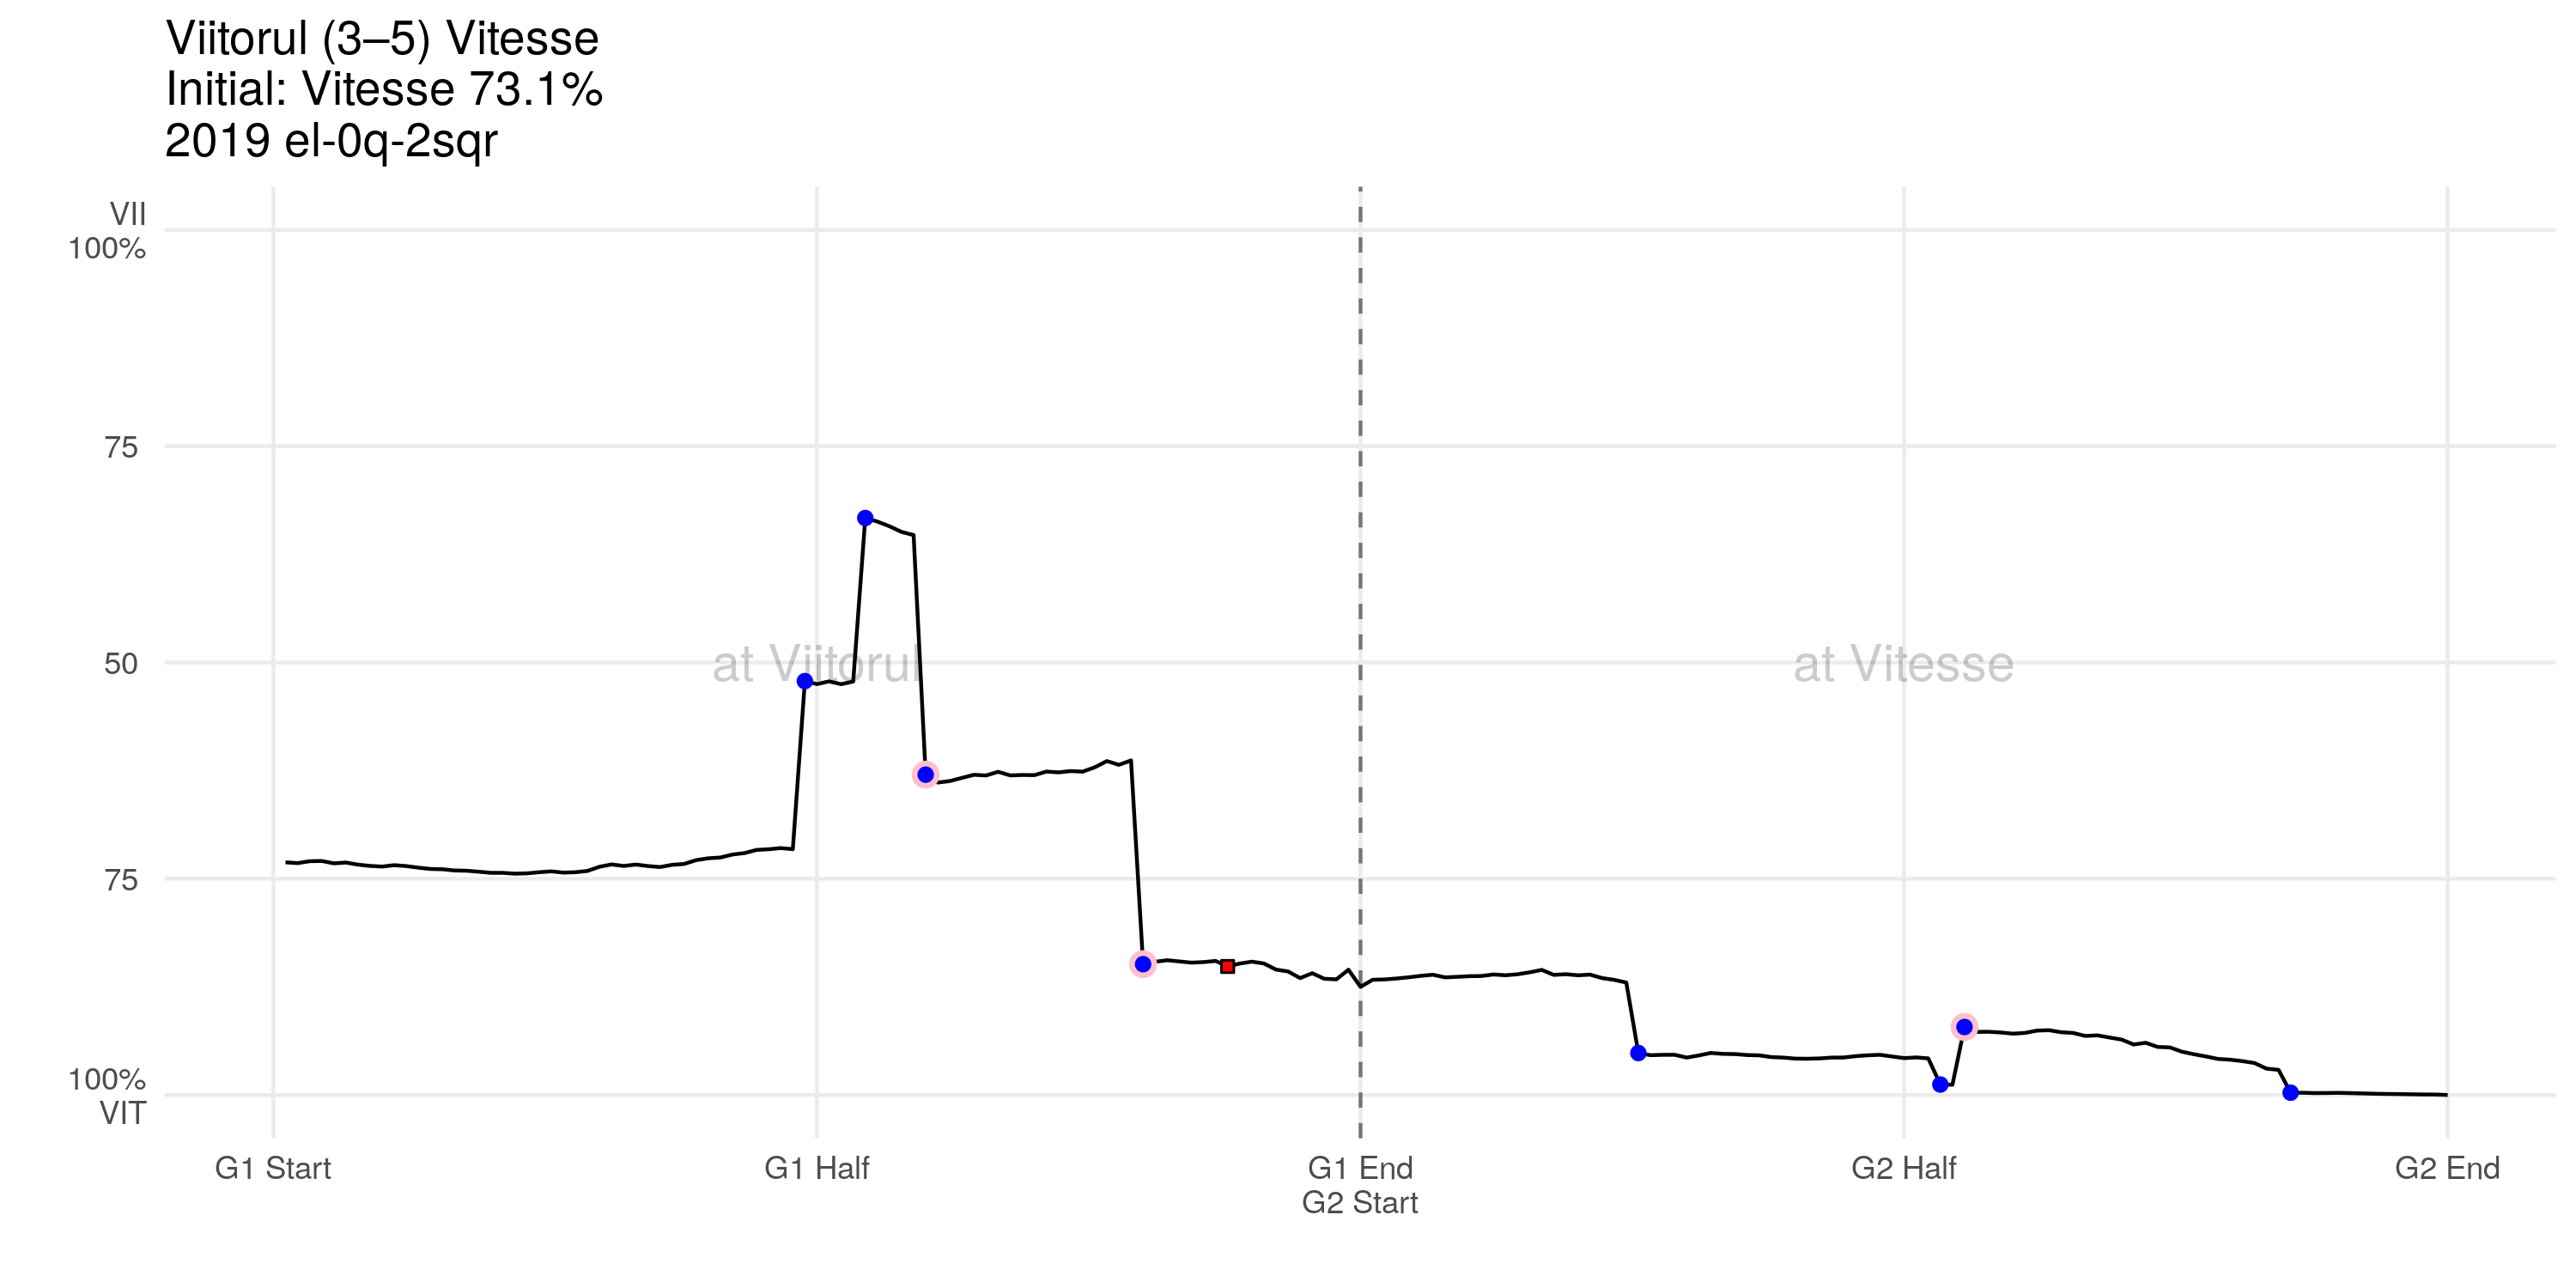 Viitorul (3–5) Vitesse
Initial: Vitesse 73.1%
2019 el-0q-2sqr
VII
100%
75
50
75
100%
VIT
at Viitorul
at Vitesse
G1 Start
G1 Half
G1 End
G2 Start
G2 Half
G2 End